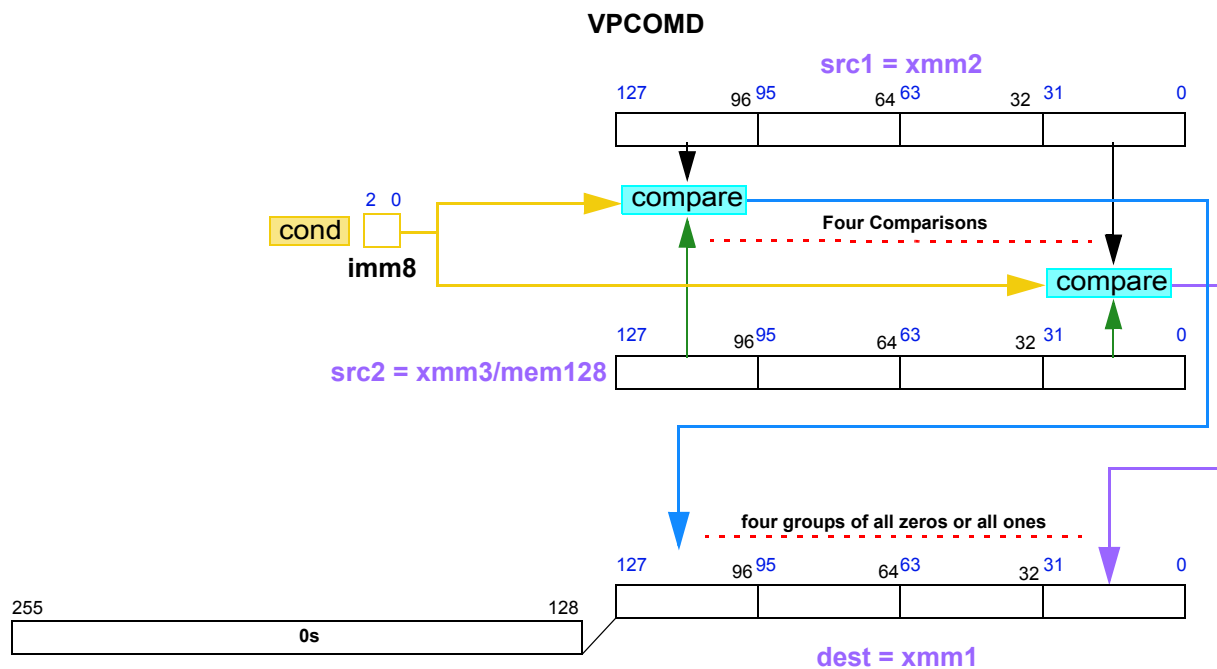 VPCOMD
src1 = xmm2
127 96 95 64 63 32 31 0
compare
2 0
cond
Four Comparisons
imm8
compare
127 96 95 64 63 32 31 0
src2 = xmm3/mem128
four groups of all zeros or all ones
127 96 95 64 63 32 31 0
255 128
0s
dest = xmm1